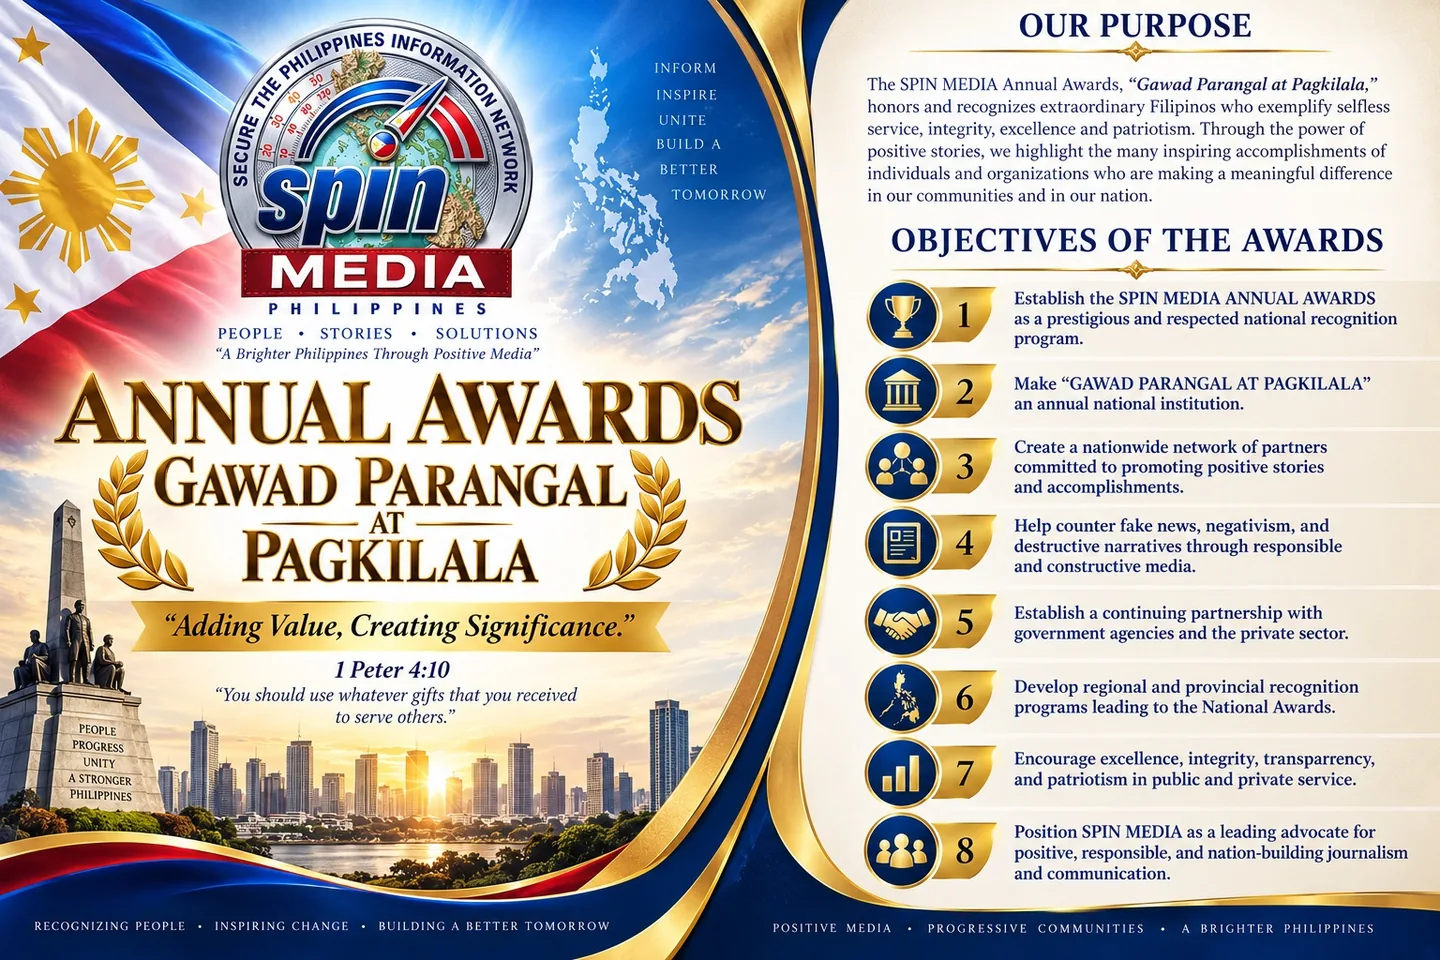 SECURE THE PHILIPPINES INFORMATION NETWORK
spin
MEDIA
PHILIPPINES
PEOPLE • STORIES • SOLUTIONS
“A Brighter Philippines Through Positive Media”
INFORM
INSPIRE
UNITE
BUILD A
BETTER
TOMORROW
ANNUAL AWARDS
GAWAD PARANGAL
AT
PAGKILALA
“Adding Value, Creating Significance.”
1 Peter 4:10
“You should use whatever gifts that you received
to serve others.”
PEOPLE
PROGRESS
UNITY
A STRONGER
PHILIPPINES
RECOGNIZING PEOPLE • INSPIRING CHANGE • BUILDING A BETTER TOMORROW
OUR PURPOSE
The SPIN MEDIA Annual Awards, “Gawad Parangal at Pagkilala,”
honors and recognizes extraordinary Filipinos who exemplify selfless
service, integrity, excellence and patriotism. Through the power of
positive stories, we highlight the many inspiring accomplishments of
individuals and organizations who are making a meaningful difference
in our communities and in our nation.
OBJECTIVES OF THE AWARDS
1
Establish the SPIN MEDIA ANNUAL AWARDS
as a prestigious and respected national recognition
program.
2
Make “GAWAD PARANGAL AT PAGKILALA”
an annual national institution.
3
Create a nationwide network of partners
committed to promoting positive stories
and accomplishments.
4
Help counter fake news, negativism, and
destructive narratives through responsible
and constructive media.
5
Establish a continuing partnership with
government agencies and the private sector.
6
Develop regional and provincial recognition
programs leading to the National Awards.
7
Encourage excellence, integrity, transparency,
and patriotism in public and private service.
8
Position SPIN MEDIA as a leading advocate for
positive, responsible, and nation-building journalism
and communication.
POSITIVE MEDIA • PROGRESSIVE COMMUNITIES • A BRIGHTER PHILIPPINES